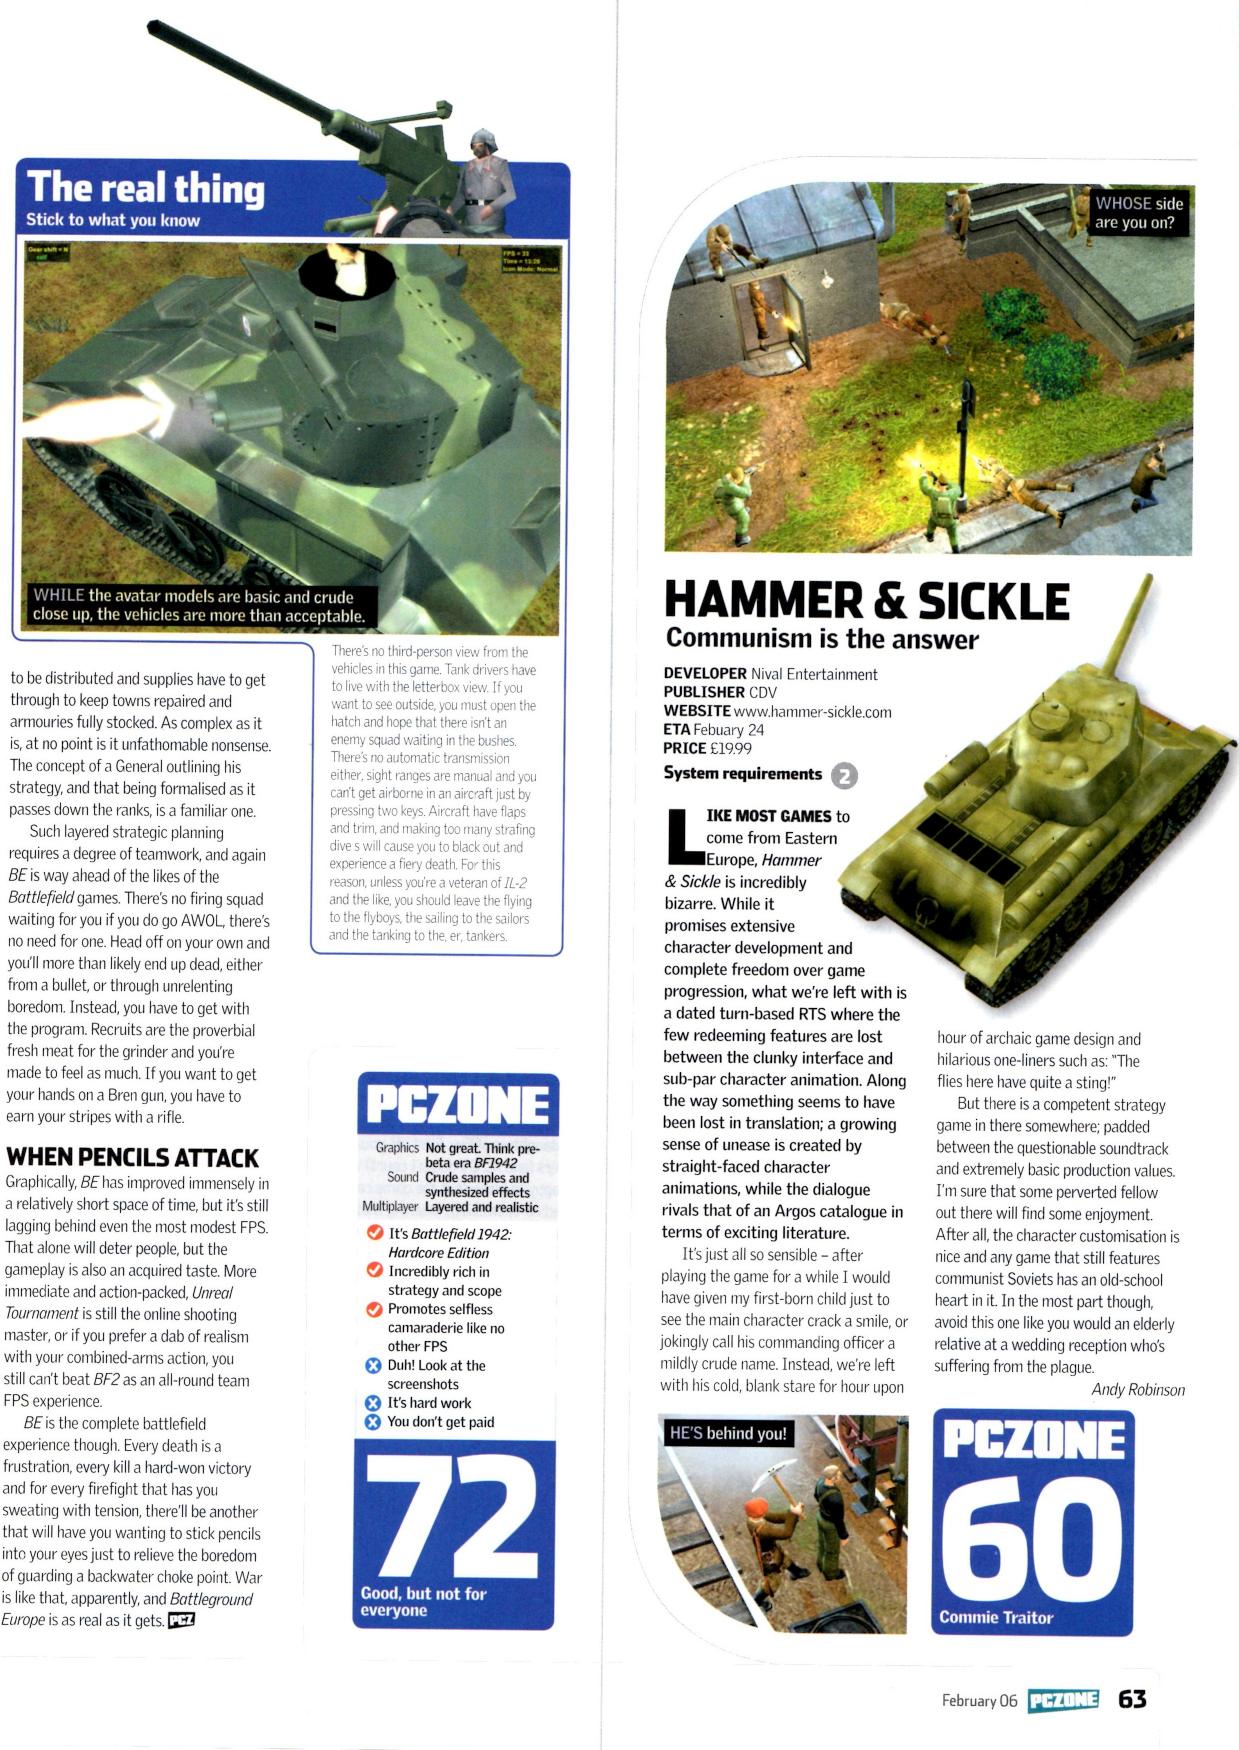 The real thing
Stick to what you know
Gear shift = N
FPS = 33
Time = 13:26
Icon Mode: Normal
WHILE the avatar models are basic and crude
close up, the vehicles are more than acceptable.
to be distributed and supplies have to get
through to keep towns repaired and
armouries fully stocked. As complex as it
is, at no point is it unfathomable nonsense.
The concept of a General outlining his
strategy, and that being formalised as it
passes down the ranks, is a familiar one.
Such layered strategic planning
requires a degree of teamwork, and again
BE is way ahead of the likes of the
Battlefield games. There's no firing squad
waiting for you if you do go AWOL, there's
no need for one. Head off on your own and
you'll more than likely end up dead, either
from a bullet, or through unrelenting
boredom. Instead, you have to get with
the program. Recruits are the proverbial
fresh meat for the grinder and you're
made to feel as much. If you want to get
your hands on a Bren gun, you have to
earn your stripes with a rifle.
WHEN PENCILS ATTACK
Graphically, BE has improved immensely in
a relatively short space of time, but it's still
lagging behind even the most modest FPS.
That alone will deter people, but the
gameplay is also an acquired taste. More
immediate and action-packed, Unreal
Tournament is still the online shooting
master, or if you prefer a dab of realism
with your combined-arms action, you
still can't beat BF2 as an all-round team
FPS experience.
BE is the complete battlefield
experience though. Every death is a
frustration, every kill a hard-won victory
and for every firefight that has you
sweating with tension, there'll be another
that will have you wanting to stick pencils
into your eyes just to relieve the boredom
of guarding a backwater choke point. War
is like that, apparently, and Battleground
Europe is as real as it gets. PCZ
There's no third-person view from the
vehicles in this game. Tank drivers have
to live with the letterbox view. If you
want to see outside, you must open the
hatch and hope that there isn't an
enemy squad waiting in the bushes.
There's no automatic transmission
either, sight ranges are manual and you
can't get airborne in an aircraft just by
pressing two keys. Aircraft have flaps
and trim, and making too many strafing
dive s will cause you to black out and
experience a fiery death. For this
reason, unless you're a veteran of IL-2
and the like, you should leave the flying
to the flyboys, the sailing to the sailors
and the tanking to the, er, tankers.
PCZONE
Graphics Not great. Think pre-
beta era BF1942
Sound Crude samples and
synthesized effects
Multiplayer Layered and realistic
It's Battlefield 1942:
Hardcore Edition
Incredibly rich in
strategy and scope
Promotes selfless
camaraderie like no
other FPS
Duh! Look at the
screenshots
It's hard work
You don't get paid
72
Good, but not for
everyone
WHOSE side
are you on?
HAMMER & SICKLE
Communism is the answer
DEVELOPER Nival Entertainment
PUBLISHER CDV
WEBSITE www.hammer-sickle.com
ETA Febuary 24
PRICE £19.99
System requirements 2
LIKE MOST GAMES to
come from Eastern
Europe, Hammer
& Sickle is incredibly
bizarre. While it
promises extensive
character development and
complete freedom over game
progression, what we're left with is
a dated turn-based RTS where the
few redeeming features are lost
between the clunky interface and
sub-par character animation. Along
the way something seems to have
been lost in translation; a growing
sense of unease is created by
straight-faced character
animations, while the dialogue
rivals that of an Argos catalogue in
terms of exciting literature.
It's just all so sensible – after
playing the game for a while I would
have given my first-born child just to
see the main character crack a smile, or
jokingly call his commanding officer a
mildly crude name. Instead, we're left
with his cold, blank stare for hour upon
HE'S behind you!
hour of archaic game design and
hilarious one-liners such as: "The
flies here have quite a sting!"
But there is a competent strategy
game in there somewhere; padded
between the questionable soundtrack
and extremely basic production values.
I'm sure that some perverted fellow
out there will find some enjoyment.
After all, the character customisation is
nice and any game that still features
communist Soviets has an old-school
heart in it. In the most part though,
avoid this one like you would an elderly
relative at a wedding reception who's
suffering from the plague.
Andy Robinson
PCZONE
60
Commie Traitor
February 06 PCZONE 63